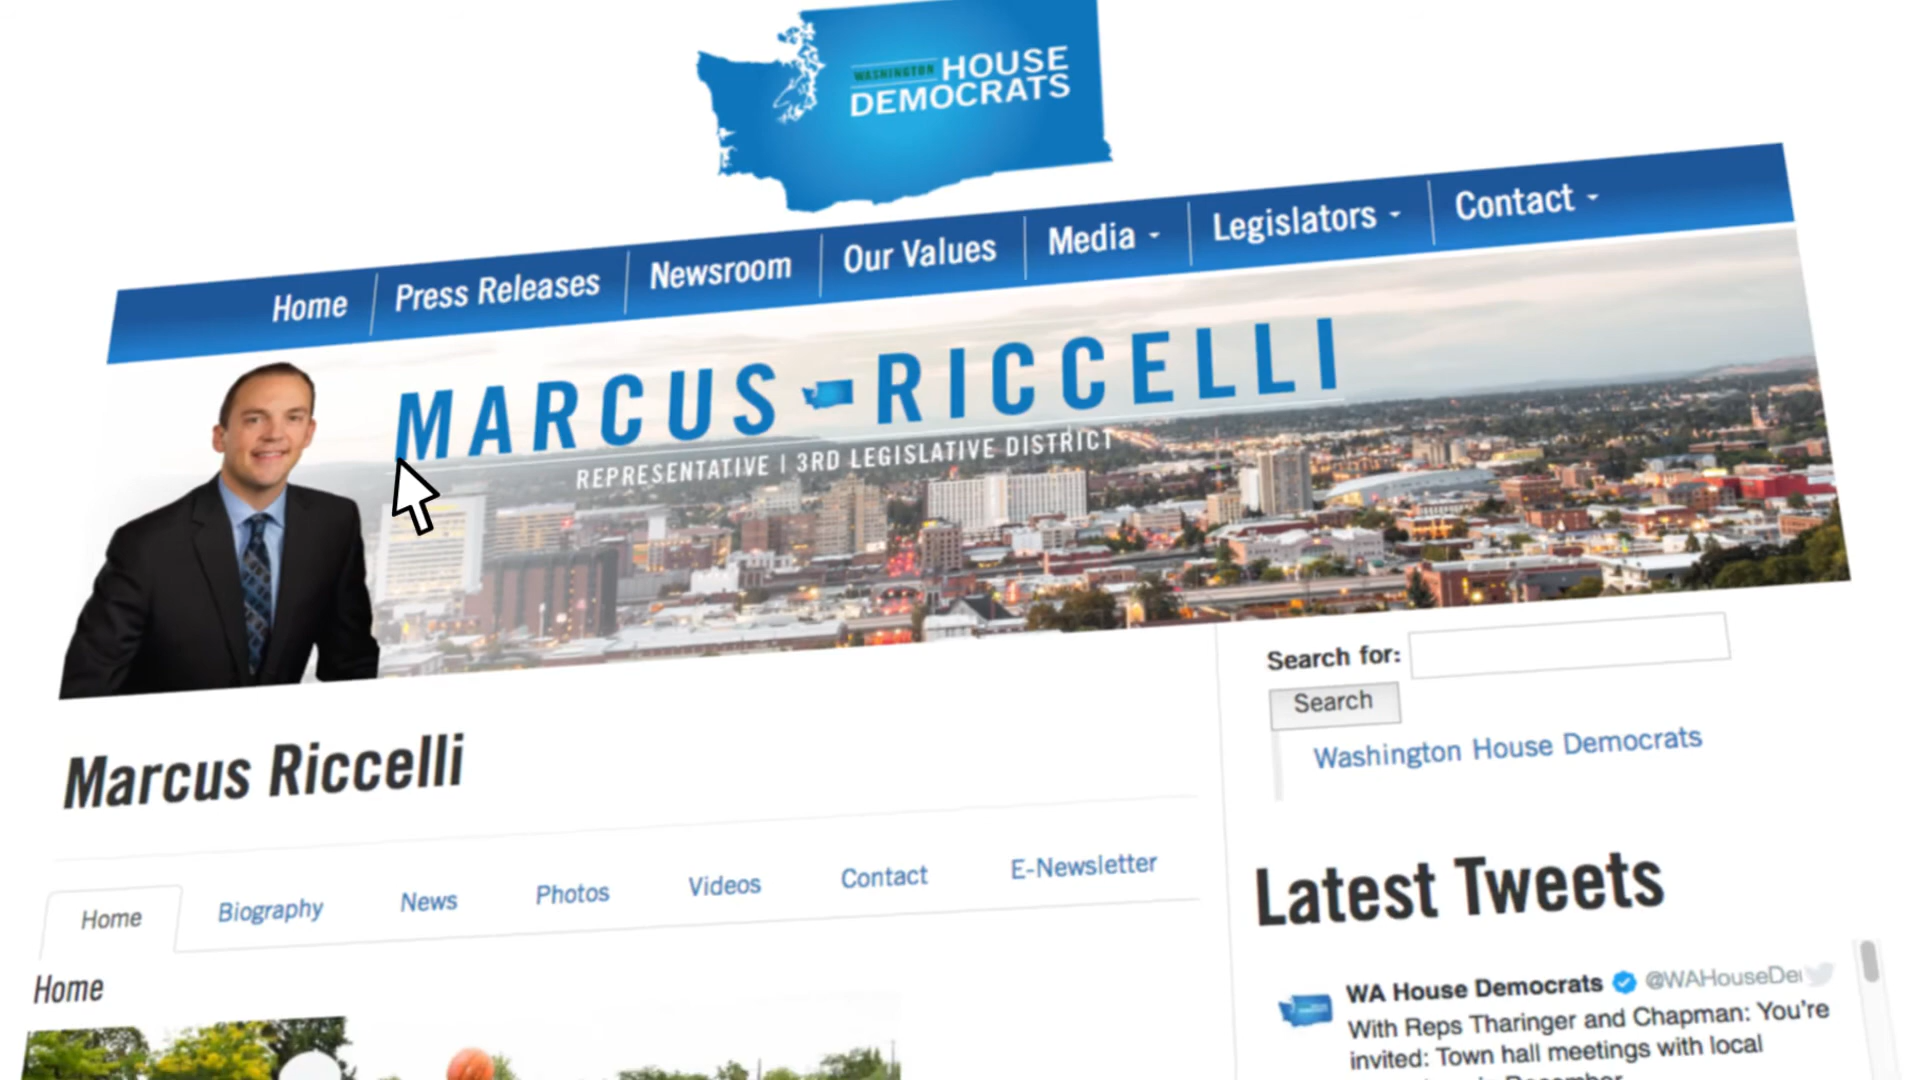 WASHINGTON HOUSE
DEMOCRATS
Home
Press Releases
Newsroom
Our Values
Media
Legislators
Contact
MARCUS RICCELLI
REPRESENTATIVE | 3RD LEGISLATIVE DISTRICT
Search for:
Search
Washington House Democrats
Marcus Riccelli
Home
Biography
News
Photos
Videos
Contact
E-Newsletter
Latest Tweets
Home
WA House Democrats @WAHouseDe
With Reps Tharinger and Chapman: You're
invited: Town hall meetings with local